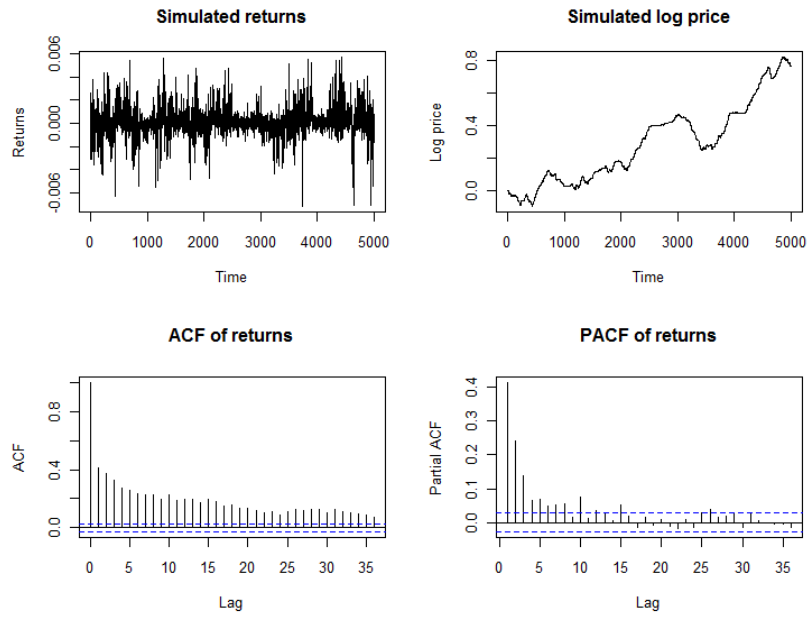 Simulated returns
Returns
0.006
0.000
-0.006
0 1000 2000 3000 4000 5000
Time
Simulated log price
Log price
0.8
0.4
0.0
0 1000 2000 3000 4000 5000
Time
ACF of returns
ACF
0.8
0.4
0.0
0 5 10 15 20 25 30 35
Lag
PACF of returns
Partial ACF
0.4
0.3
0.2
0.1
0.0
0 5 10 15 20 25 30 35
Lag